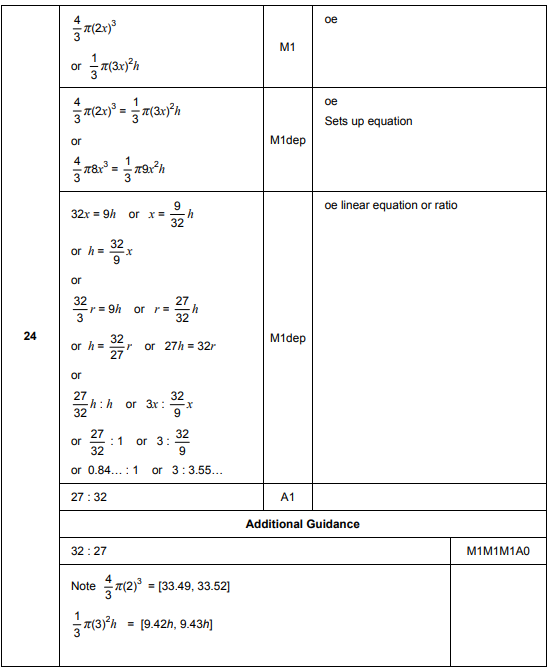 4/3 π(2x)³
or 1/3 π(3x)²h
M1
oe
4/3 π(2x)³ = 1/3 π(3x)²h
or
4/3 π8x³ = 1/3 π9x²h
M1dep
oe
Sets up equation
24
32x = 9h or x = 9/32 h
or h = 32/9 x
or
32/3 r = 9h or r = 27/32 h
or h = 32/27 r or 27h = 32r
or
27/32 h : h or 3x : 32/9 x
or 27/32 : 1 or 3 : 32/9
or 0.84… : 1 or 3 : 3.55…
M1dep
oe linear equation or ratio
27 : 32
A1
Additional Guidance
32 : 27
M1M1M1A0
Note 4/3 π(2)³ = [33.49, 33.52]
1/3 π(3)²h = [9.42h, 9.43h]